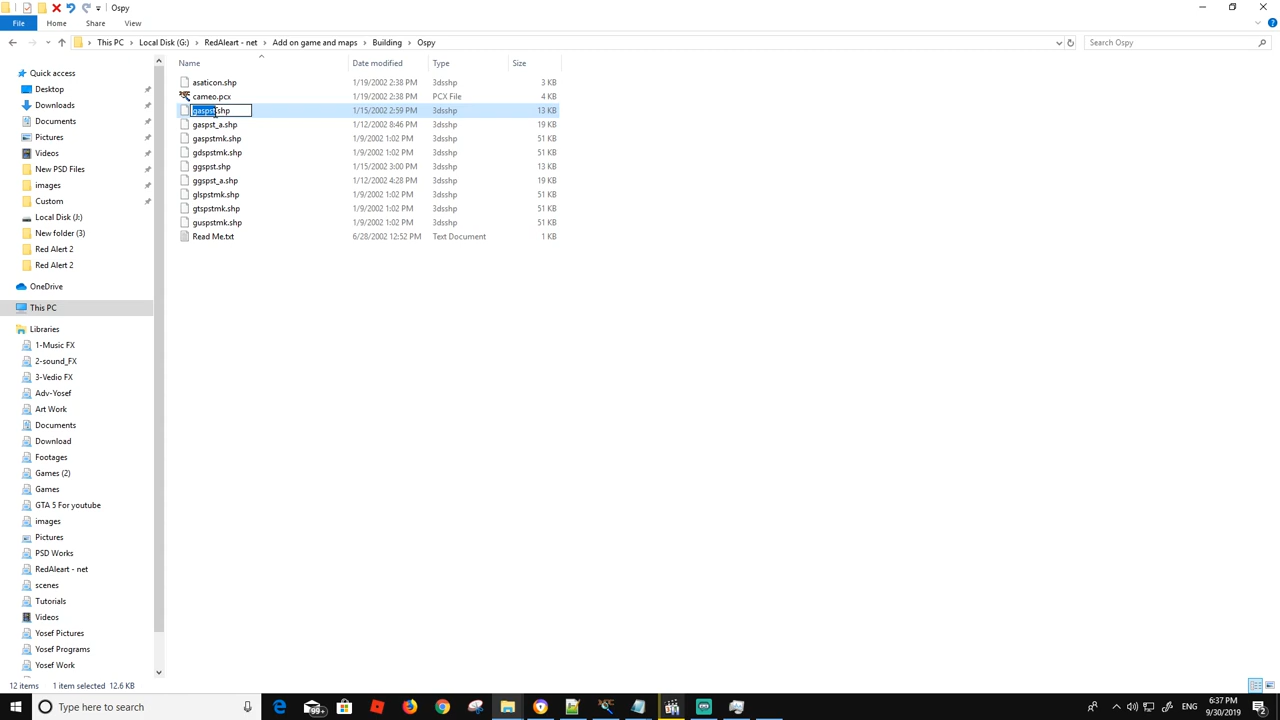 Ospy
File Home Share View
This PC Local Disk (G:) RedAleart - net Add on game and maps Building Ospy Search Ospy
Name Date modified Type Size
Quick access
Desktop
Downloads
Documents
Pictures
Videos
New PSD Files
images
Custom
Local Disk (J:)
New folder (3)
Red Alert 2
Red Alert 2
OneDrive
This PC
Libraries
1-Music FX
2-sound_FX
3-Vedio FX
Adv-Yosef
Art Work
Documents
Download
Footages
Games (2)
Games
GTA 5 For youtube
images
Pictures
PSD Works
RedAleart - net
scenes
Tutorials
Videos
Yosef Pictures
Yosef Programs
Yosef Work
asaticon.shp 1/19/2002 2:38 PM 3dsshp 3 KB
cameo.pcx 1/19/2002 2:38 PM PCX File 4 KB
gaspst.shp 1/15/2002 2:59 PM 3dsshp 13 KB
gaspst_a.shp 1/12/2002 8:46 PM 3dsshp 19 KB
gaspstmk.shp 1/9/2002 1:02 PM 3dsshp 51 KB
gdspstmk.shp 1/9/2002 1:02 PM 3dsshp 51 KB
ggspst.shp 1/15/2002 3:00 PM 3dsshp 13 KB
ggspst_a.shp 1/12/2002 4:28 PM 3dsshp 19 KB
glspstmk.shp 1/9/2002 1:02 PM 3dsshp 51 KB
gtspstmk.shp 1/9/2002 1:02 PM 3dsshp 51 KB
guspstmk.shp 1/9/2002 1:02 PM 3dsshp 51 KB
Read Me.txt 6/28/2002 12:52 PM Text Document 1 KB
12 items 1 item selected 12.6 KB
Type here to search 99+ ENG 6:37 PM
9/30/2019 2